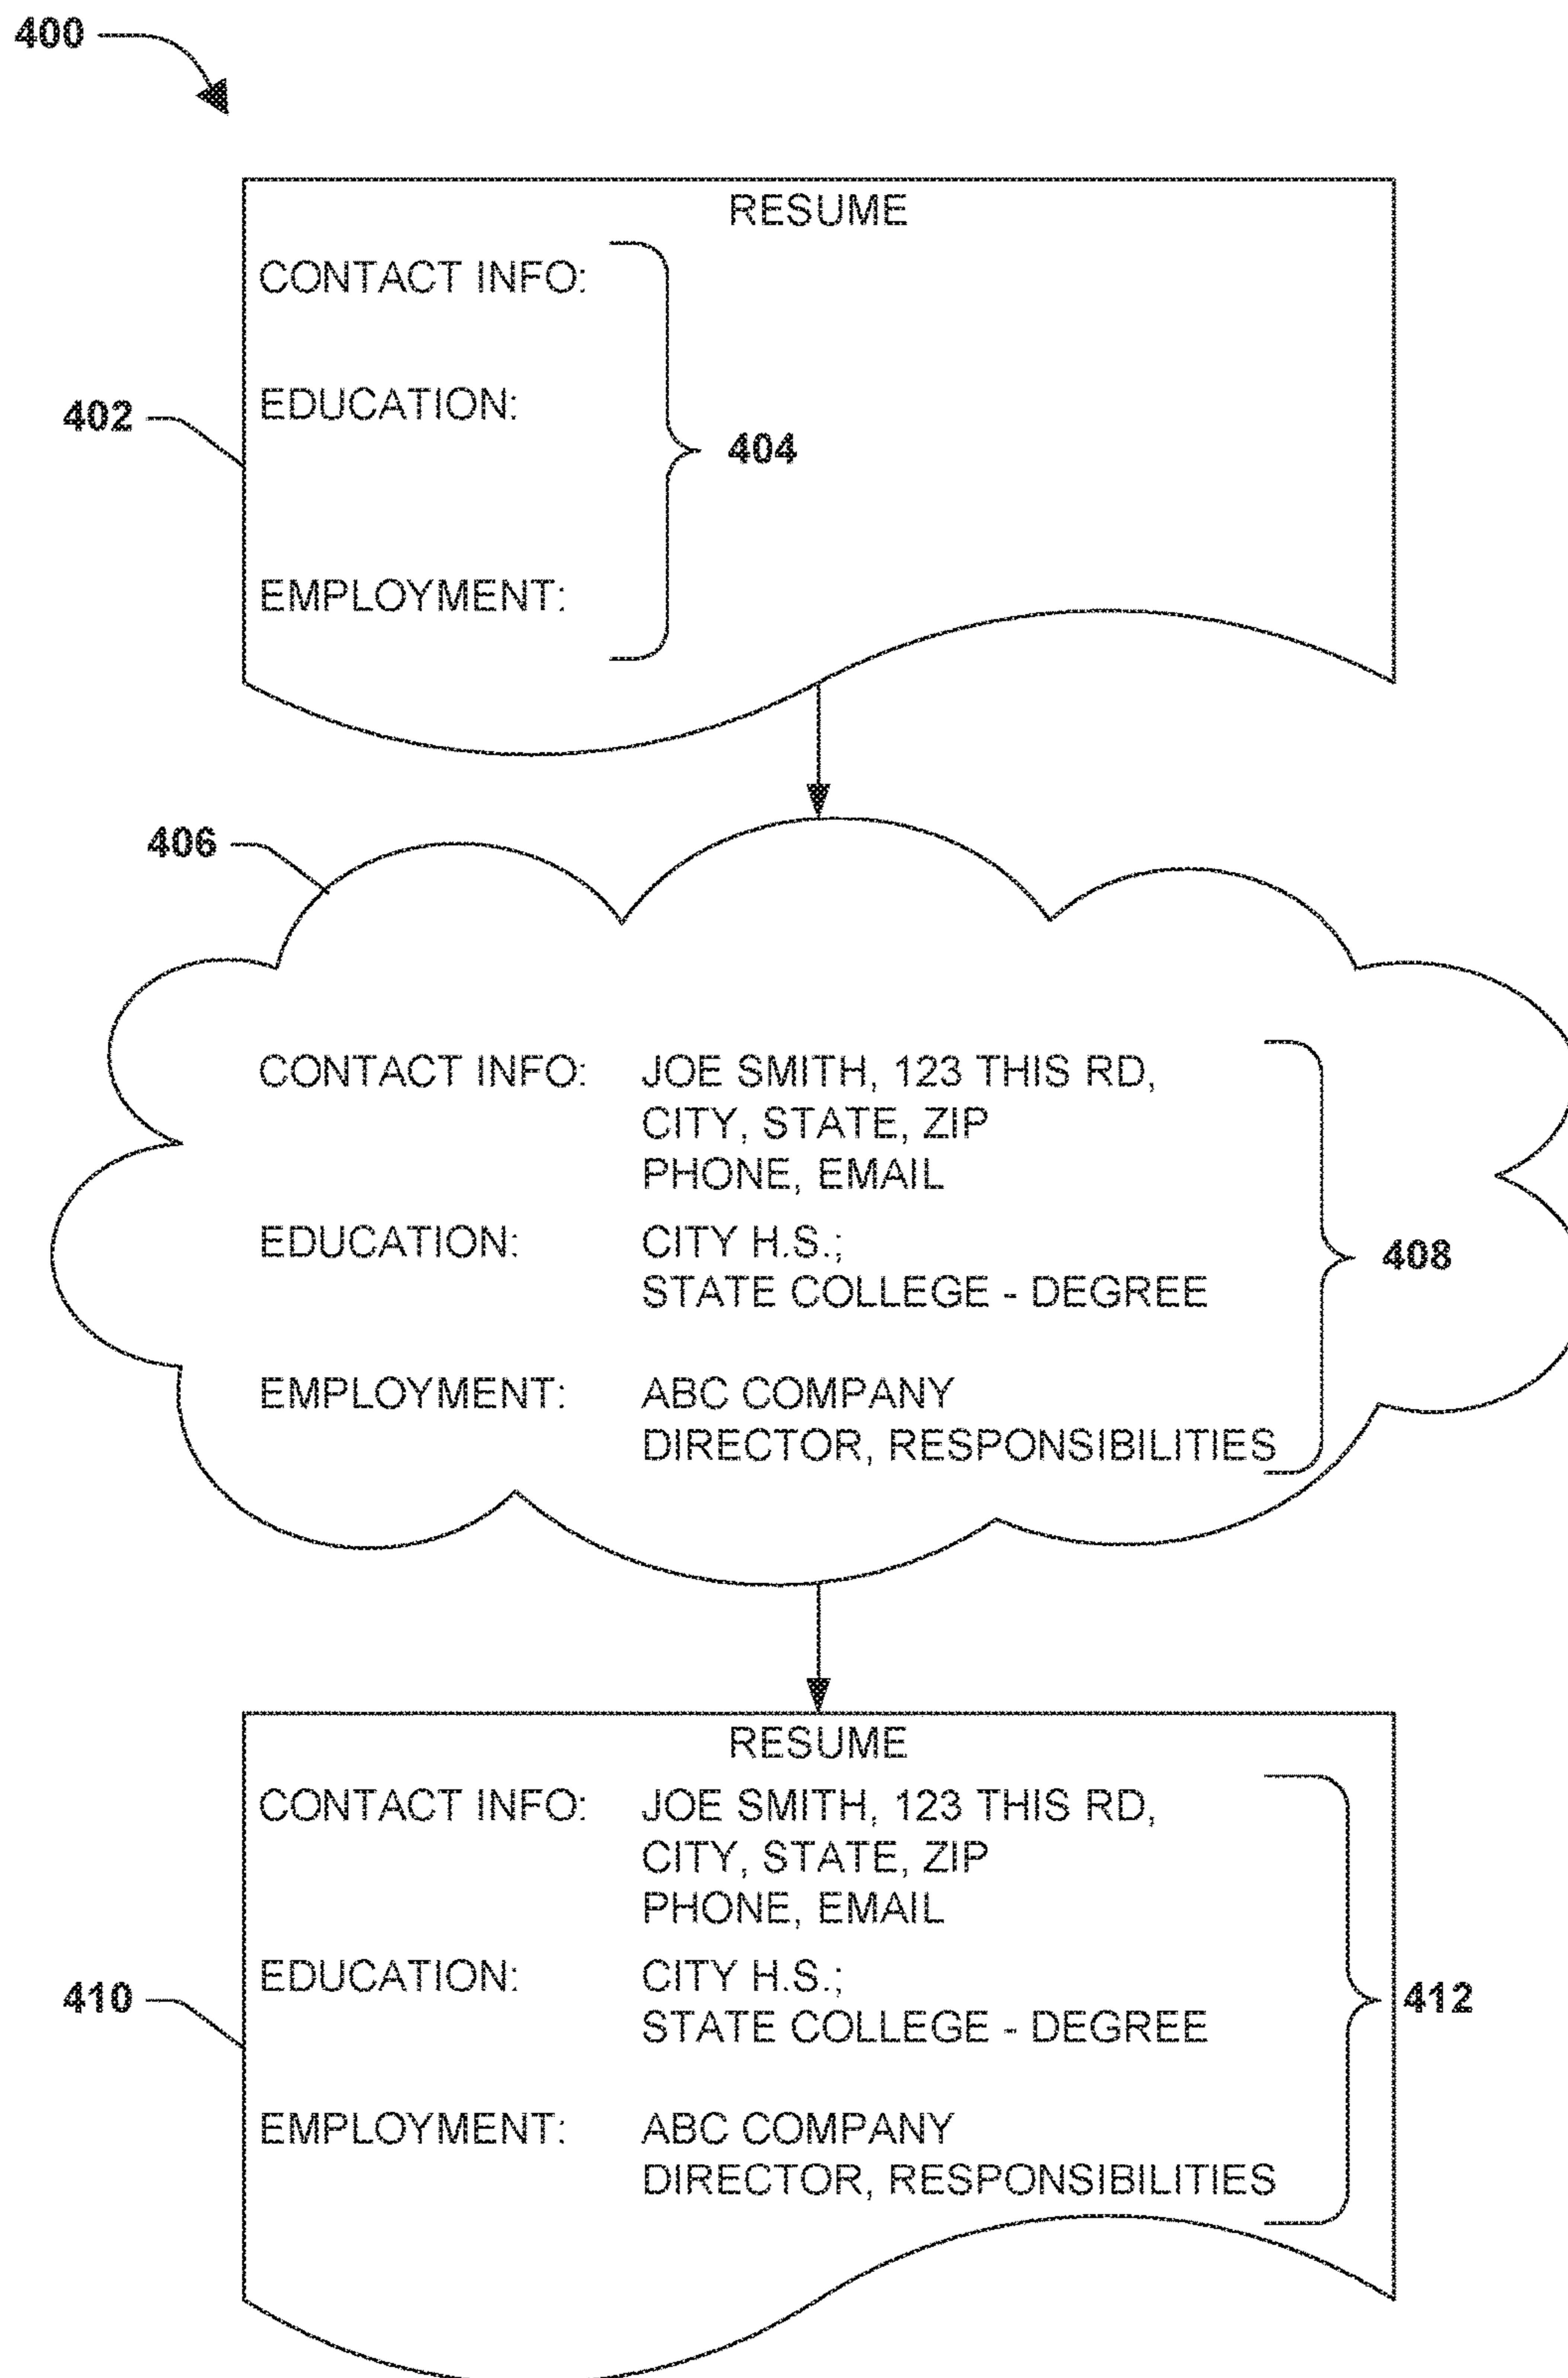 400
RESUME
CONTACT INFO:
EDUCATION:
402
404
EMPLOYMENT:
406
CONTACT INFO: JOE SMITH, 123 THIS RD,
CITY, STATE, ZIP
PHONE, EMAIL
EDUCATION: CITY H.S.;
408
STATE COLLEGE - DEGREE
EMPLOYMENT: ABC COMPANY
DIRECTOR, RESPONSIBILITIES
RESUME
CONTACT INFO: JOE SMITH, 123 THIS RD,
CITY, STATE, ZIP
PHONE, EMAIL
EDUCATION: CITY H.S.;
410
412
STATE COLLEGE - DEGREE
EMPLOYMENT: ABC COMPANY
DIRECTOR, RESPONSIBILITIES